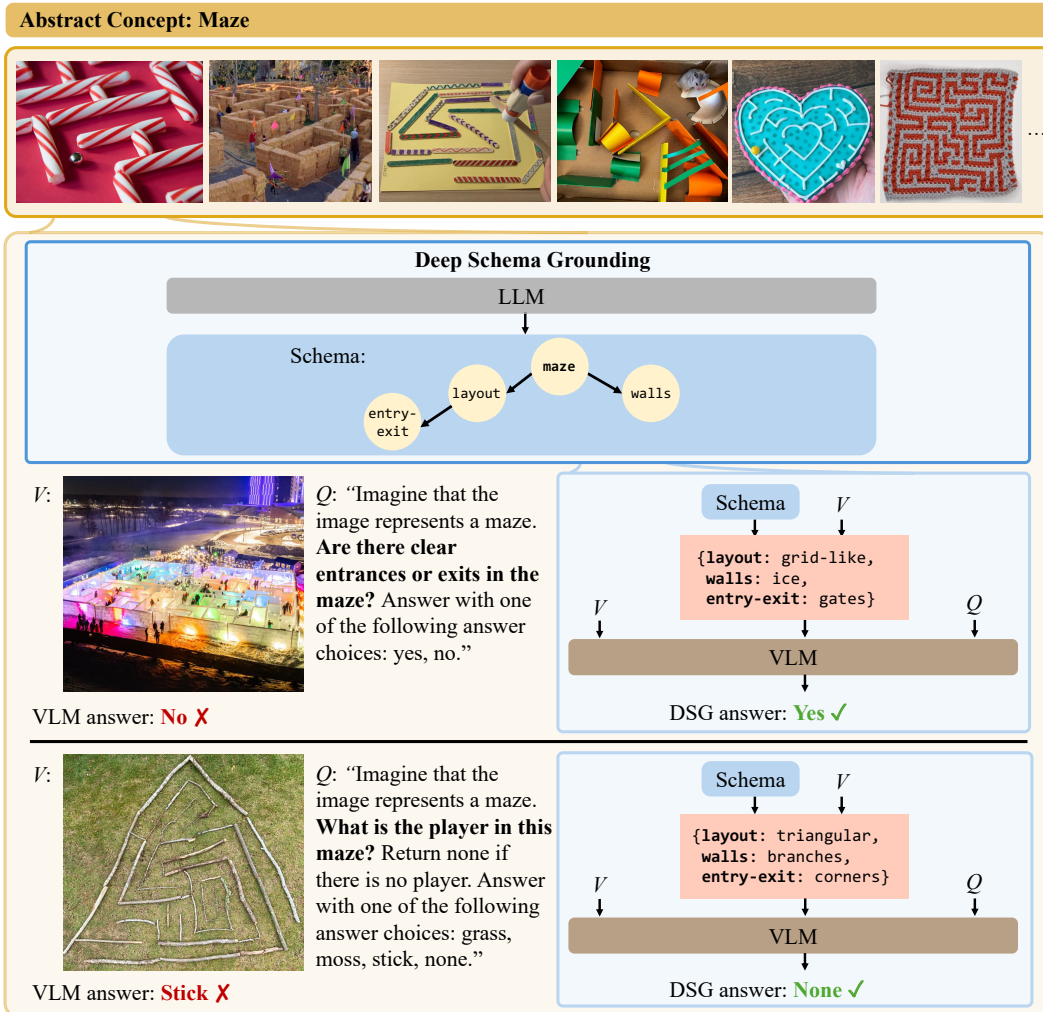 Abstract Concept: Maze
...
Deep Schema Grounding
LLM
Schema:
maze
layout
walls
entry-
exit
V:
Q: “Imagine that the
image represents a maze.
Are there clear
entrances or exits in the
maze? Answer with one
of the following answer
choices: yes, no.”
VLM answer: No ✗
Schema
V
{layout: grid-like,
walls: ice,
entry-exit: gates}
V
Q
VLM
DSG answer: Yes ✓
V:
Q: “Imagine that the
image represents a maze.
What is the player in this
maze? Return none if
there is no player. Answer
with one of the following
answer choices: grass,
moss, stick, none.”
VLM answer: Stick ✗
Schema
V
{layout: triangular,
walls: branches,
entry-exit: corners}
V
Q
VLM
DSG answer: None ✓